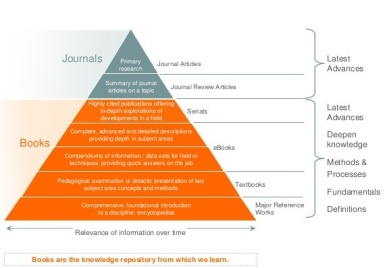 Journals
Primary
research
Journal Articles
Summary of journal
articles on a topic
Journal Review Articles
Latest
Advances
Books
Highly cited publications offering
in-depth explorations of
developments in a field
Serials
Complete, advanced and detailed descriptions
providing depth in subject areas
eBooks
Compendiums of information / data sets for field or
techniques, providing quick answers on the job
Pedagogical examination or didactic presentation of key
subject area concepts and methods
Textbooks
Comprehensive, foundational introduction
to a discipline: encyclopedias
Major Reference
Works
Latest
Advances
Deepen
knowledge
Methods &
Processes
Fundamentals
Definitions
Relevance of information over time
Books are the knowledge repository from which we learn.